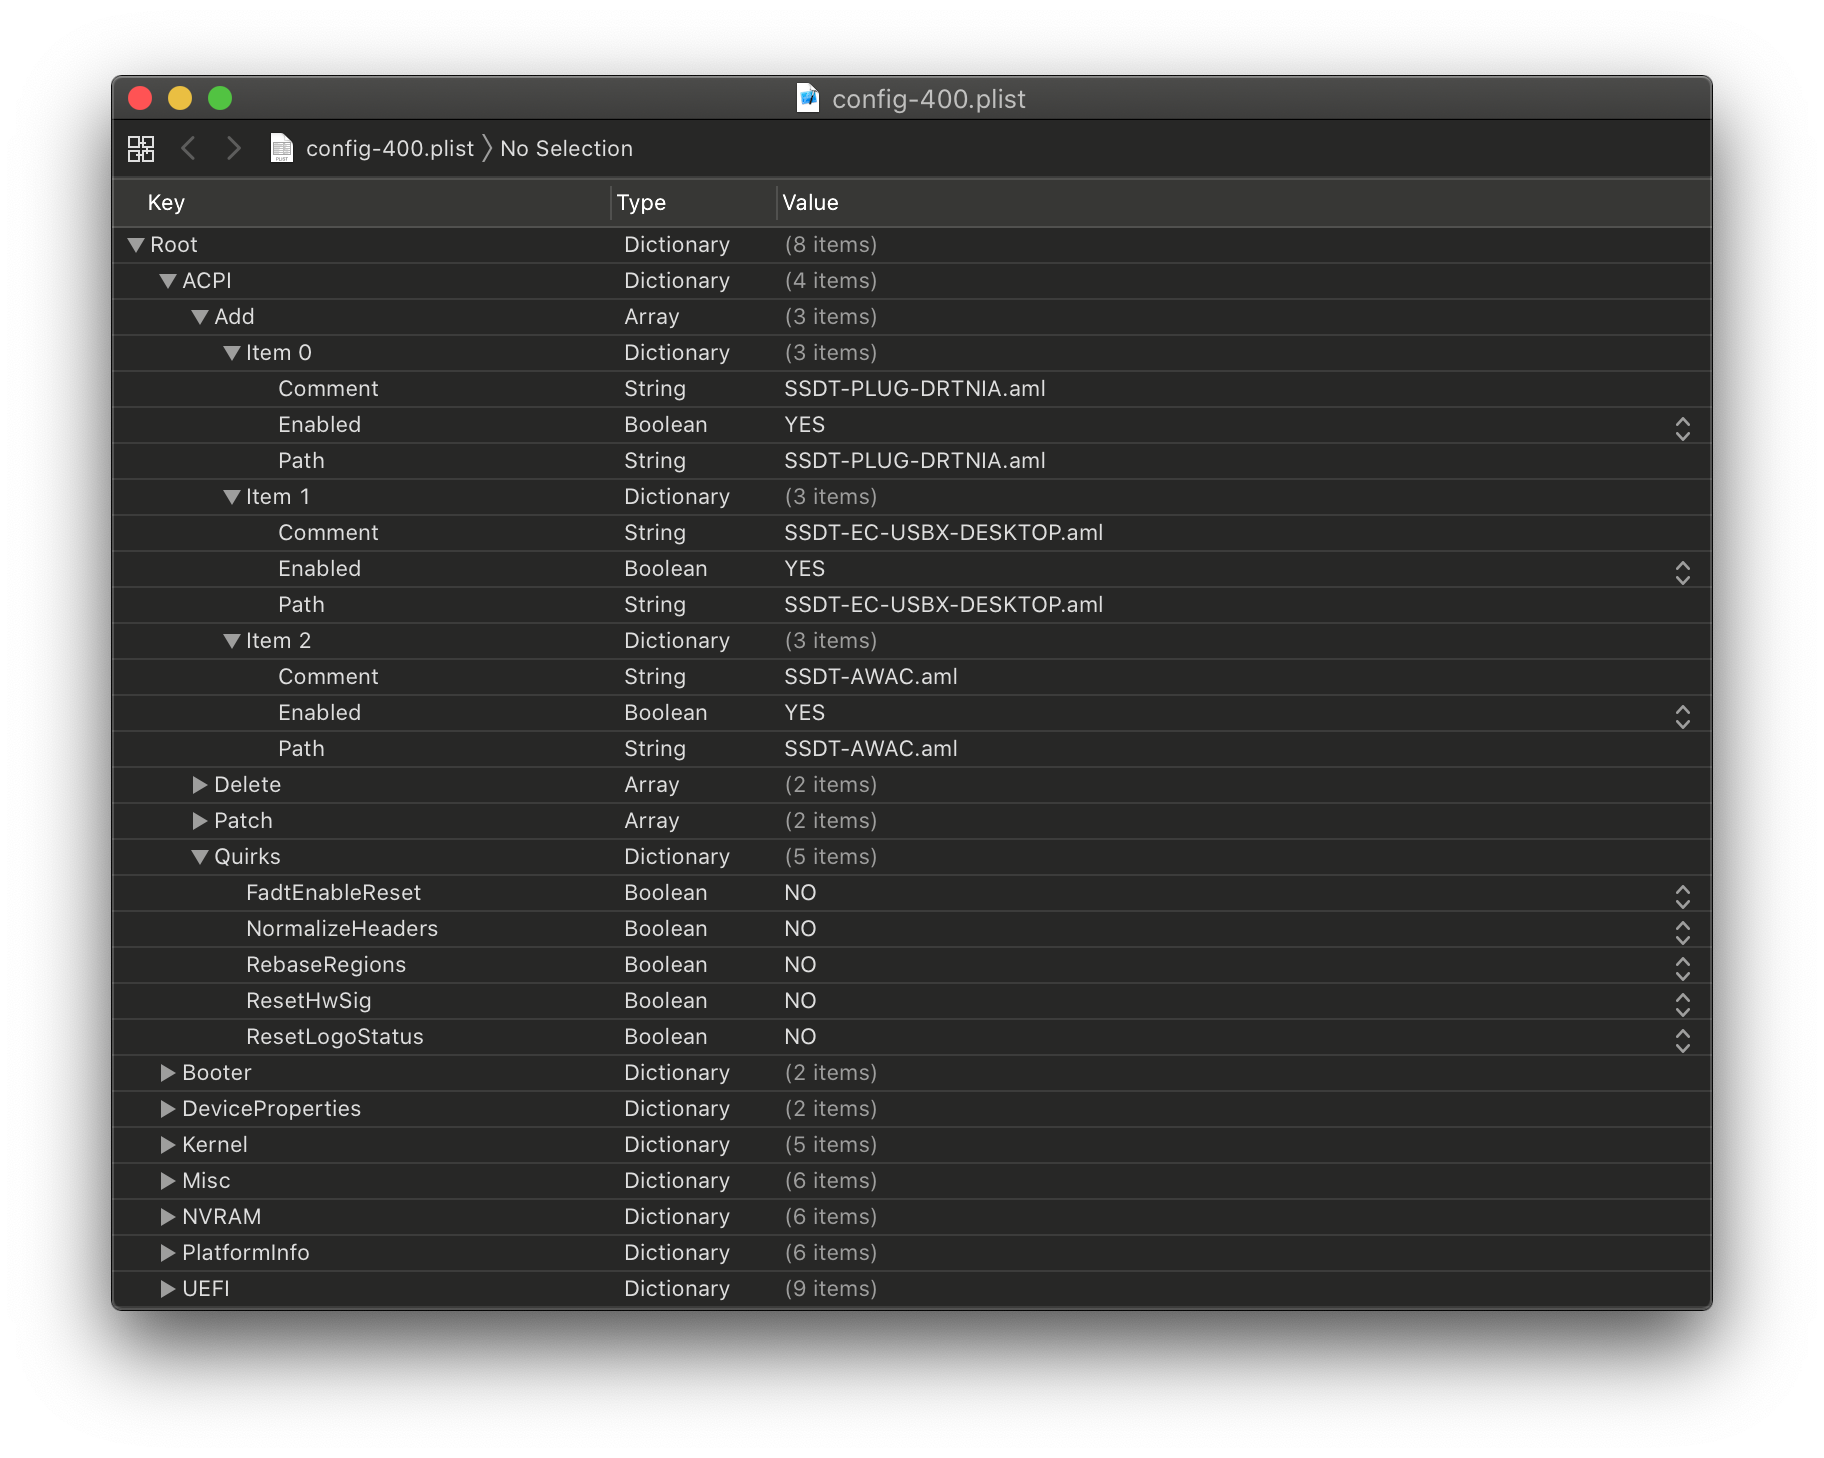 config-400.plist
config-400.plist No Selection
Key Type Value
Root Dictionary (8 items)
ACPI Dictionary (4 items)
Add Array (3 items)
Item 0 Dictionary (3 items)
Comment String SSDT-PLUG-DRTNIA.aml
Enabled Boolean YES
Path String SSDT-PLUG-DRTNIA.aml
Item 1 Dictionary (3 items)
Comment String SSDT-EC-USBX-DESKTOP.aml
Enabled Boolean YES
Path String SSDT-EC-USBX-DESKTOP.aml
Item 2 Dictionary (3 items)
Comment String SSDT-AWAC.aml
Enabled Boolean YES
Path String SSDT-AWAC.aml
Delete Array (2 items)
Patch Array (2 items)
Quirks Dictionary (5 items)
FadtEnableReset Boolean NO
NormalizeHeaders Boolean NO
RebaseRegions Boolean NO
ResetHwSig Boolean NO
ResetLogoStatus Boolean NO
Booter Dictionary (2 items)
DeviceProperties Dictionary (2 items)
Kernel Dictionary (5 items)
Misc Dictionary (6 items)
NVRAM Dictionary (6 items)
PlatformInfo Dictionary (6 items)
UEFI Dictionary (9 items)